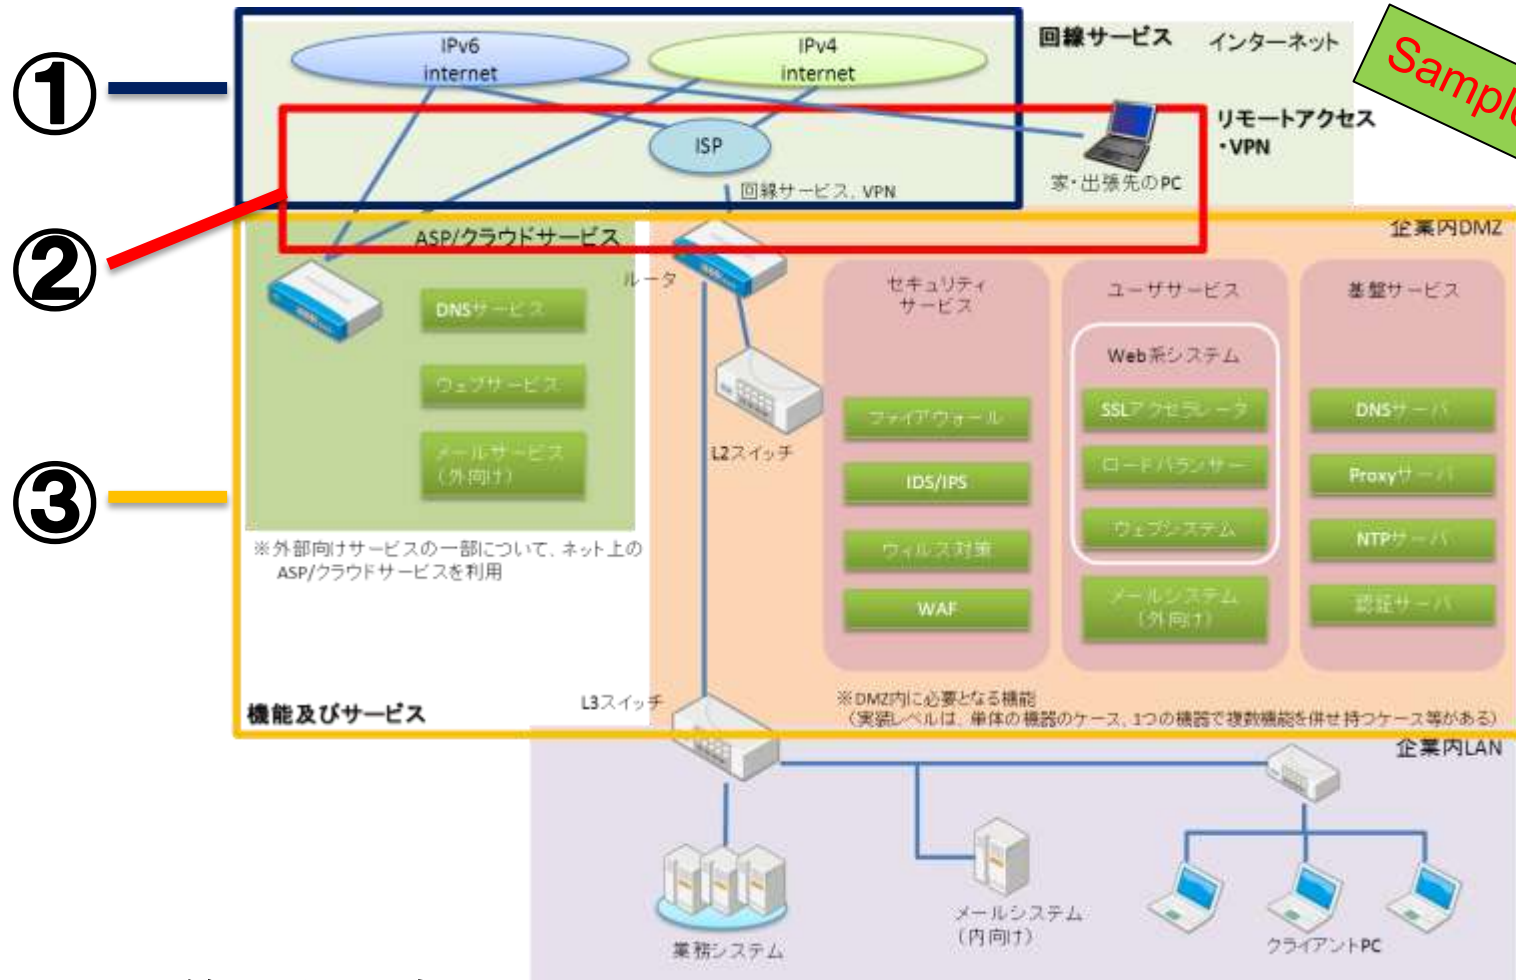 ①
②
③
IPv6
internet
IPv4
internet
回線サービス
インターネット
Sample
ISP
リモートアクセス
・VPN
回線サービス、VPN
家・出張先のPC
ASP/クラウドサービス
企業内DMZ
ルータ
DNSサービス
ウェブサービス
メールサービス
(外向け)
※外部向けサービスの一部について、ネット上の
ASP/クラウドサービスを利用
L2スイッチ
セキュリティ
サービス
ファイアウォール
IDS/IPS
ウィルス対策
WAF
ユーザサービス
Web系システム
SSLアクセラレータ
ロードバランサー
ウェブシステム
メールシステム
(外向け)
基盤サービス
DNSサーバ
Proxyサーバ
NTPサーバ
認証サーバ
機能及びサービス
L3スイッチ
※DMZ内に必要となる機能
(実装レベルは、単体の機器のケース、1つの機器で複数機能を併せ持つケース等がある)
企業内LAN
業務システム
メールシステム
(内向け)
クライアントPC